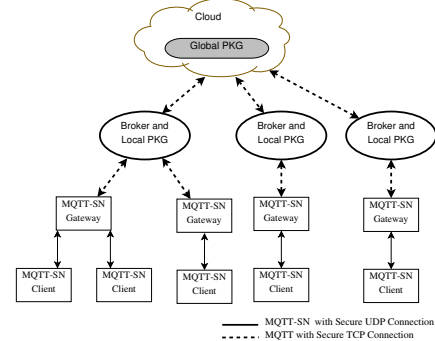 Cloud
Global PKG
Broker and
Local PKG
Broker and
Local PKG
Broker and
Local PKG
MQTT-SN
Gateway
MQTT-SN
Gateway
MQTT-SN
Gateway
MQTT-SN
Gateway
MQTT-SN
Client
MQTT-SN
Client
MQTT-SN
Client
MQTT-SN
Client
MQTT-SN
Client
MQTT-SN with Secure UDP Connection
MQTT with Secure TCP Connection